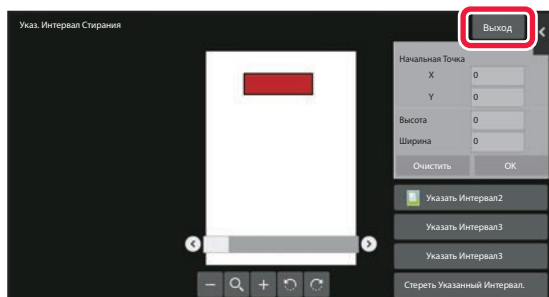 Указ. Интервал Стирания
Выход
Начальная Точка
X 0
Y 0
Высота 0
Ширина 0
Очистить OK
Указать Интервал2
Указать Интервал3
Указать Интервал3
Стереть Указанный Интервал.